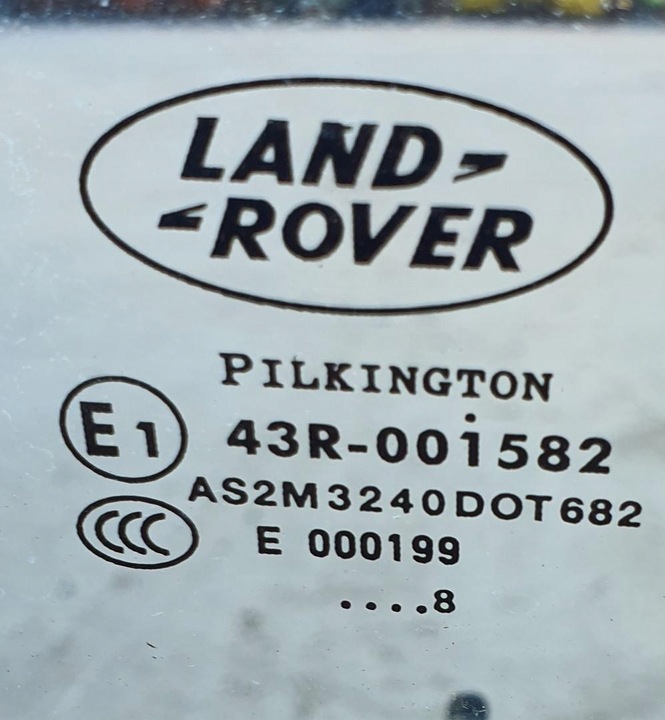 LAND
ROVER
PILKINGTON
E1 43R-001582
AS2M3240DOT682
CCC E 000199
....8